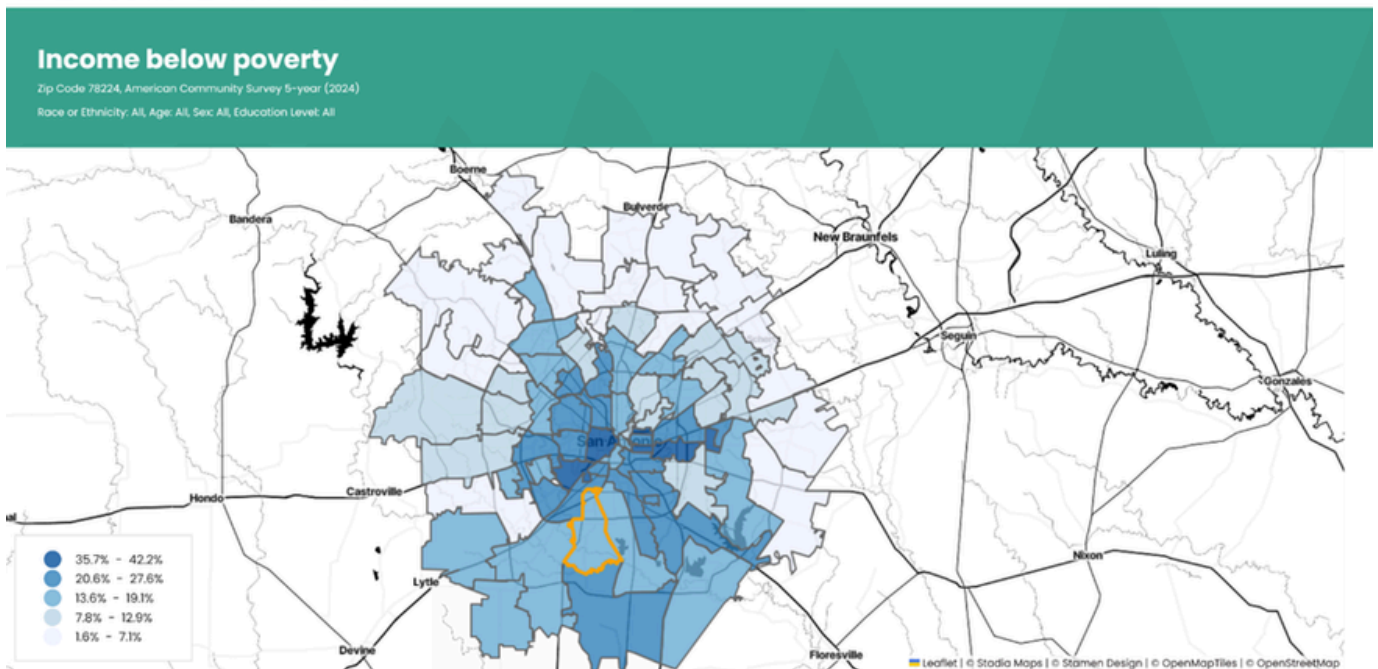 Income below poverty
Zip Code 78224, American Community Survey 5-year (2024)
Race or Ethnicity: All, Age: All, Sex: All, Education Level: All
Boerne
Bandera
Bulverde
New Braunfels
Luling
Seguin
Gonzales
San Antonio
Hondo
Castroville
Nixon
Lytle
Devine
Floresville
35.7% - 42.2%
20.6% - 27.6%
13.6% - 19.1%
7.8% - 12.9%
1.6% - 7.1%
Leaflet | © Stadia Maps | © Stamen Design | © OpenMapTiles | © OpenStreetMap